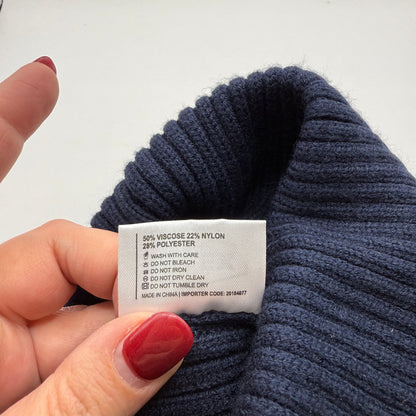 50% VISCOSE 22% NYLON
28% POLYESTER
WASH WITH CARE
DO NOT BLEACH
DO NOT IRON
DO NOT DRY CLEAN
DO NOT TUMBLE DRY
MADE IN CHINA | IMPORTER CODE: 20184877